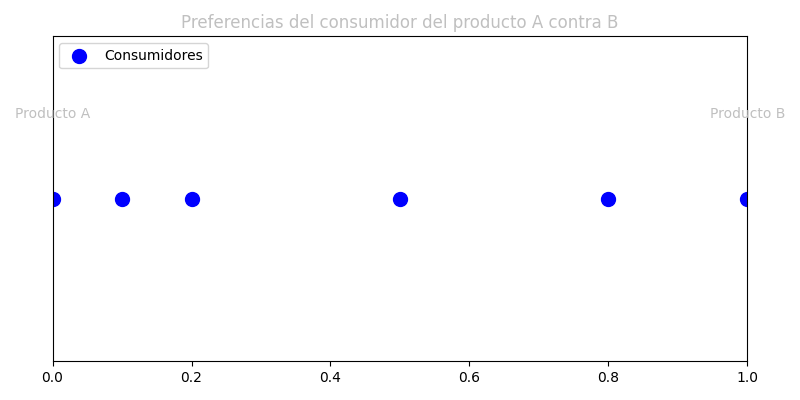 Preferencias del consumidor del producto A contra B
Consumidores
Producto A
Producto B
0.0
0.2
0.4
0.6
0.8
1.0